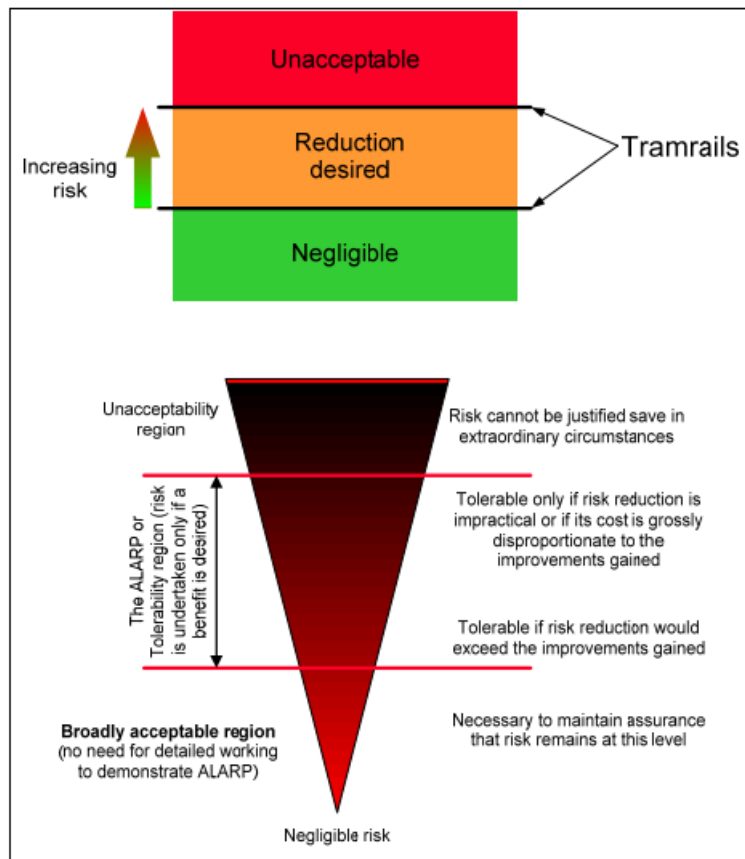 Unacceptable
Increasing
risk
Reduction
desired
Tramrails
Negligible
Unacceptability
region
Risk cannot be justified save in
extraordinary circumstances
The ALARP or
Tolerability region (risk
is undertaken only if a
benefit is desired)
Tolerable only if risk reduction is
impractical or if its cost is grossly
disproportionate to the
improvements gained
Tolerable if risk reduction would
exceed the improvements gained
Broadly acceptable region
(no need for detailed working
to demonstrate ALARP)
Necessary to maintain assurance
that risk remains at this level
Negligible risk